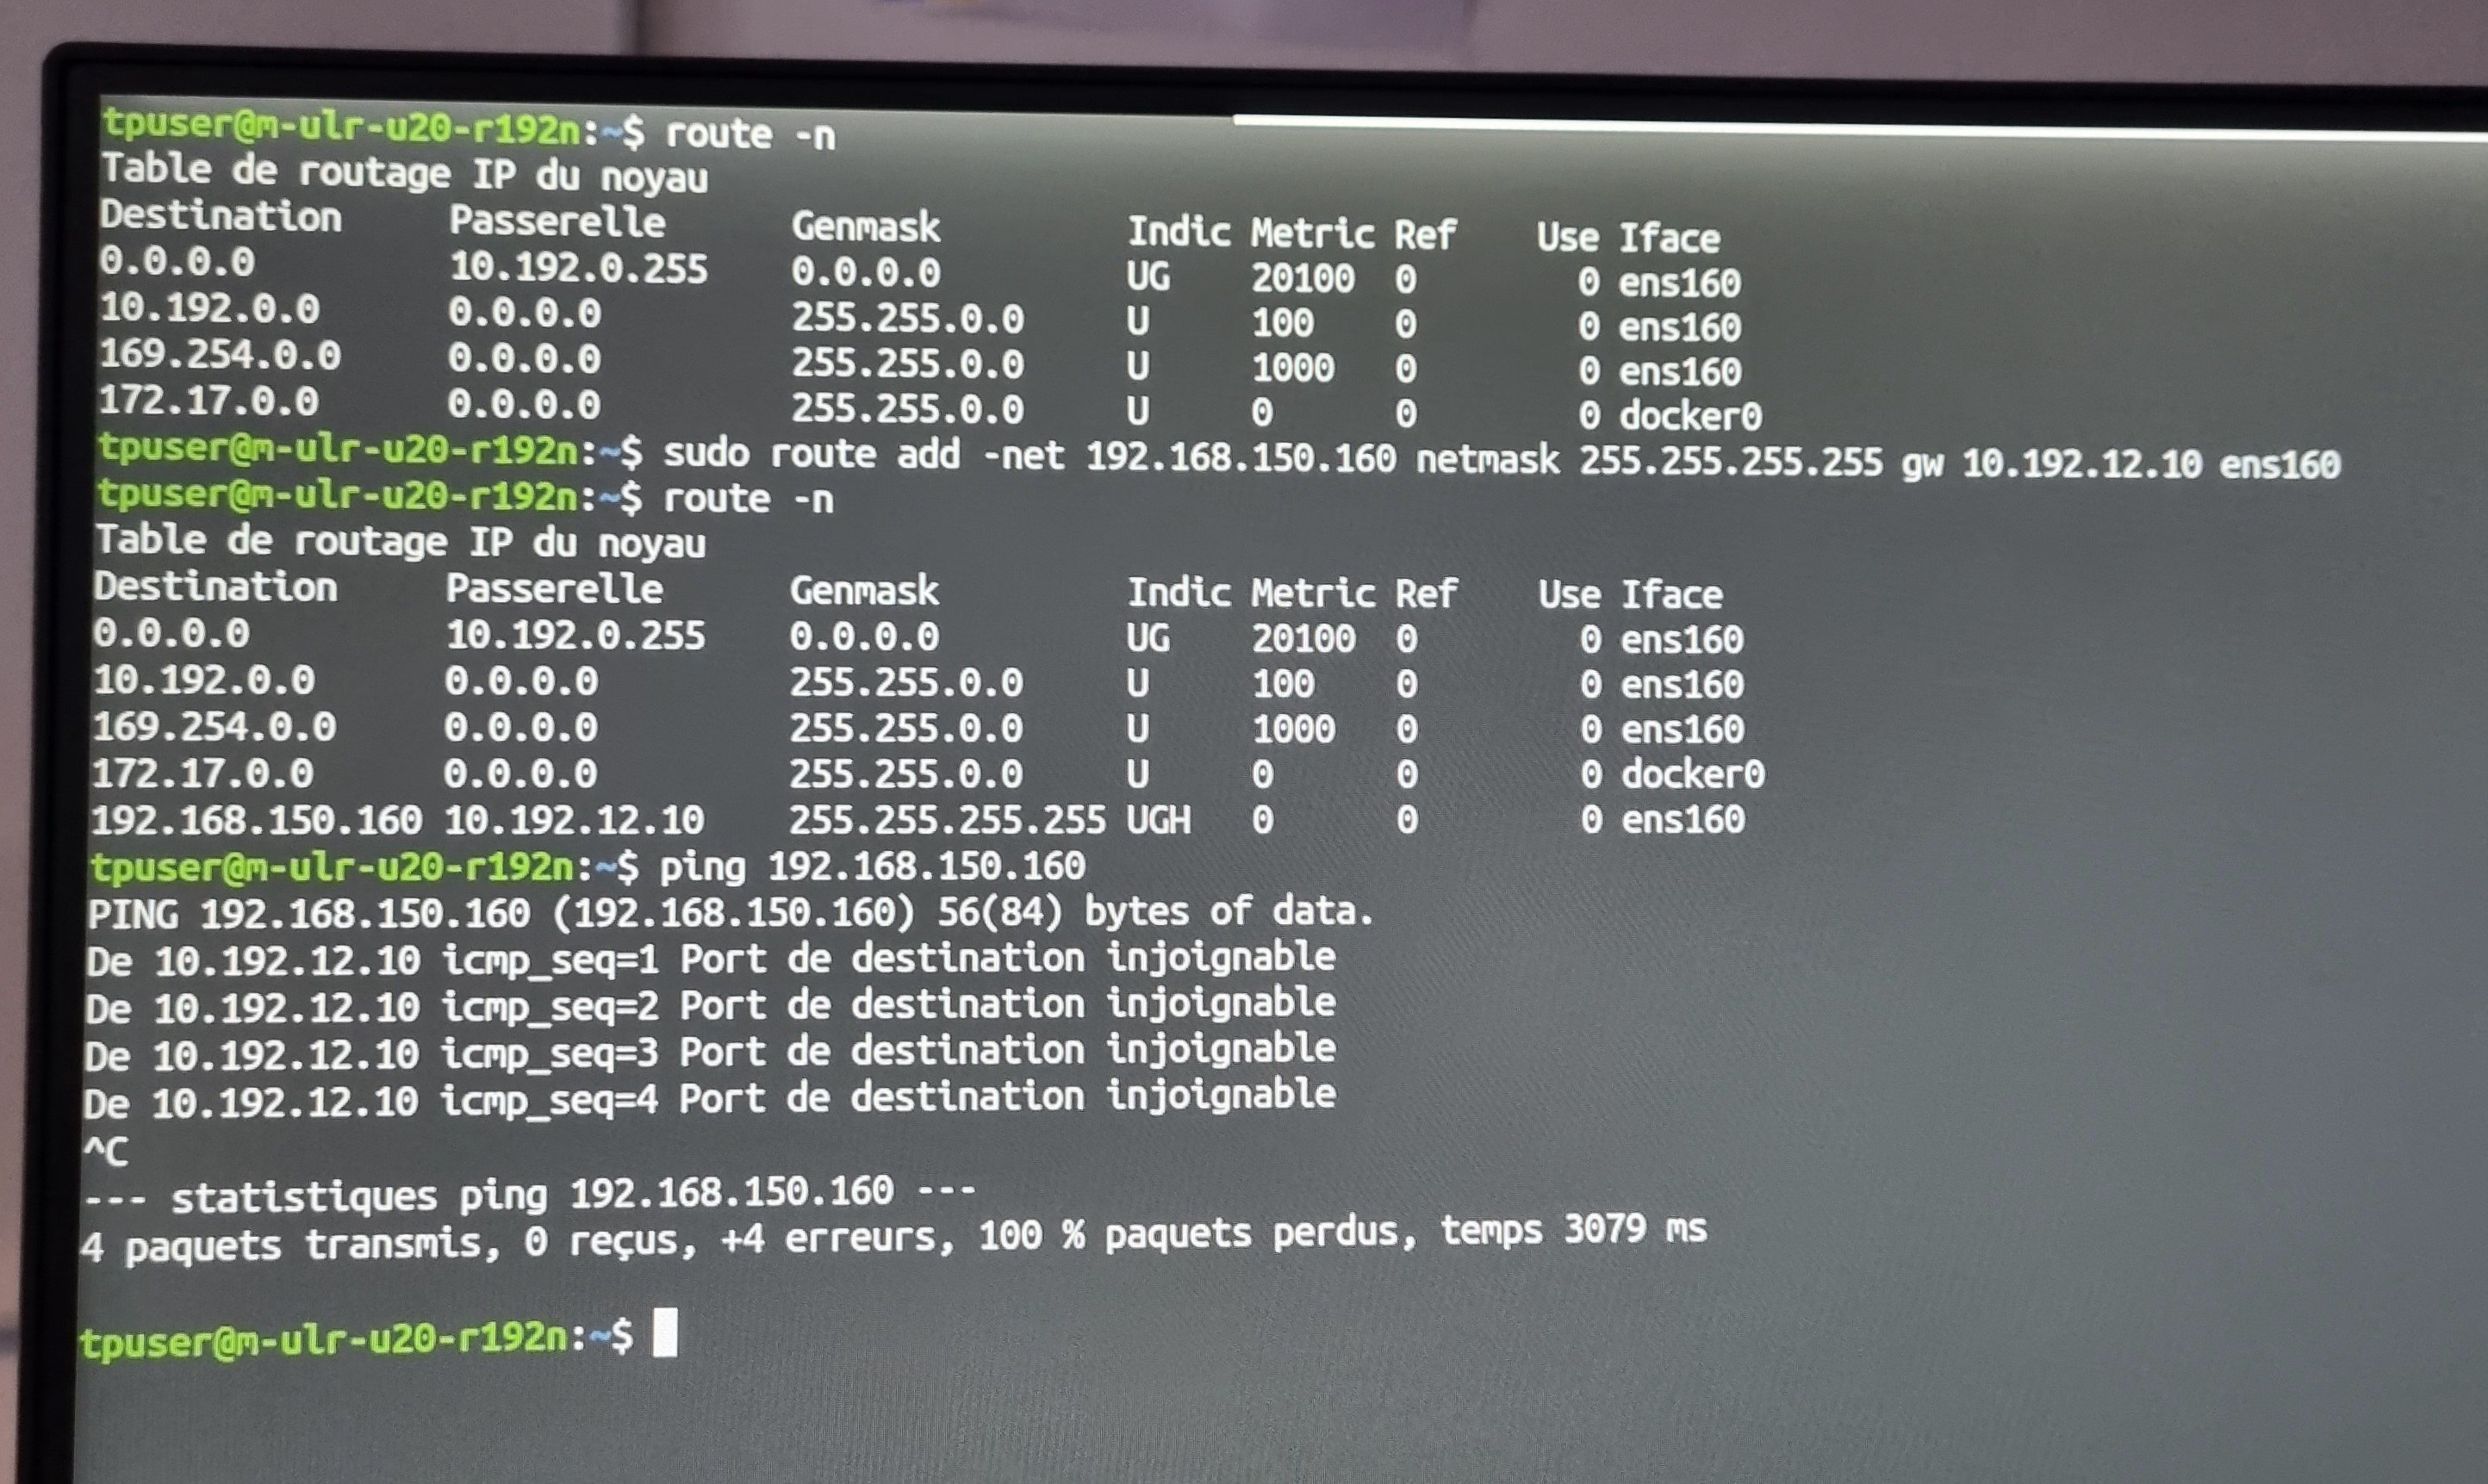 tpuser@m-ulr-u20-r192n:~$ route -n
Table de routage IP du noyau
Destination     Passerelle      Genmask         Indic Metric Ref    Use Iface
0.0.0.0         10.192.0.255    0.0.0.0         UG    20100  0        0 ens160
10.192.0.0      0.0.0.0         255.255.0.0     U     100    0        0 ens160
169.254.0.0     0.0.0.0         255.255.0.0     U     1000   0        0 ens160
172.17.0.0      0.0.0.0         255.255.0.0     U     0      0        0 docker0
tpuser@m-ulr-u20-r192n:~$ sudo route add -net 192.168.150.160 netmask 255.255.255.255 gw 10.192.12.10 ens160
tpuser@m-ulr-u20-r192n:~$ route -n
Table de routage IP du noyau
Destination     Passerelle      Genmask         Indic Metric Ref    Use Iface
0.0.0.0         10.192.0.255    0.0.0.0         UG    20100  0        0 ens160
10.192.0.0      0.0.0.0         255.255.0.0     U     100    0        0 ens160
169.254.0.0     0.0.0.0         255.255.0.0     U     1000   0        0 ens160
172.17.0.0      0.0.0.0         255.255.0.0     U     0      0        0 docker0
192.168.150.160 10.192.12.10    255.255.255.255 UGH   0      0        0 ens160
tpuser@m-ulr-u20-r192n:~$ ping 192.168.150.160
PING 192.168.150.160 (192.168.150.160) 56(84) bytes of data.
De 10.192.12.10 icmp_seq=1 Port de destination injoignable
De 10.192.12.10 icmp_seq=2 Port de destination injoignable
De 10.192.12.10 icmp_seq=3 Port de destination injoignable
De 10.192.12.10 icmp_seq=4 Port de destination injoignable
^C
--- statistiques ping 192.168.150.160 ---
4 paquets transmis, 0 reçus, +4 erreurs, 100 % paquets perdus, temps 3079 ms
tpuser@m-ulr-u20-r192n:~$